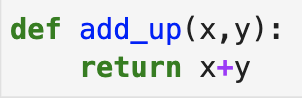 def add_up(x,y):
    return x+y